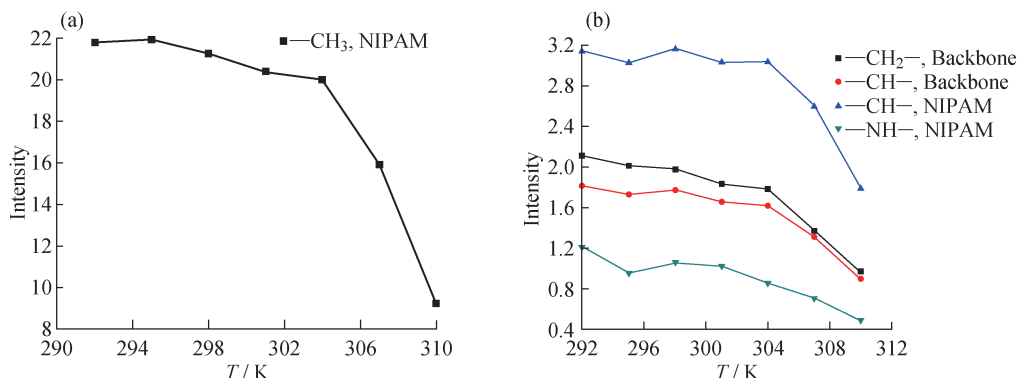 (a)
22
20
18
16
14
12
10
8
290
294
298
302
306
310
Intensity
T / K
CH₃, NIPAM
(b)
3.2
2.8
2.4
2.0
1.6
1.2
0.8
0.4
292
296
300
304
308
312
Intensity
T / K
CH₂—, Backbone
CH—, Backbone
CH—, NIPAM
NH—, NIPAM